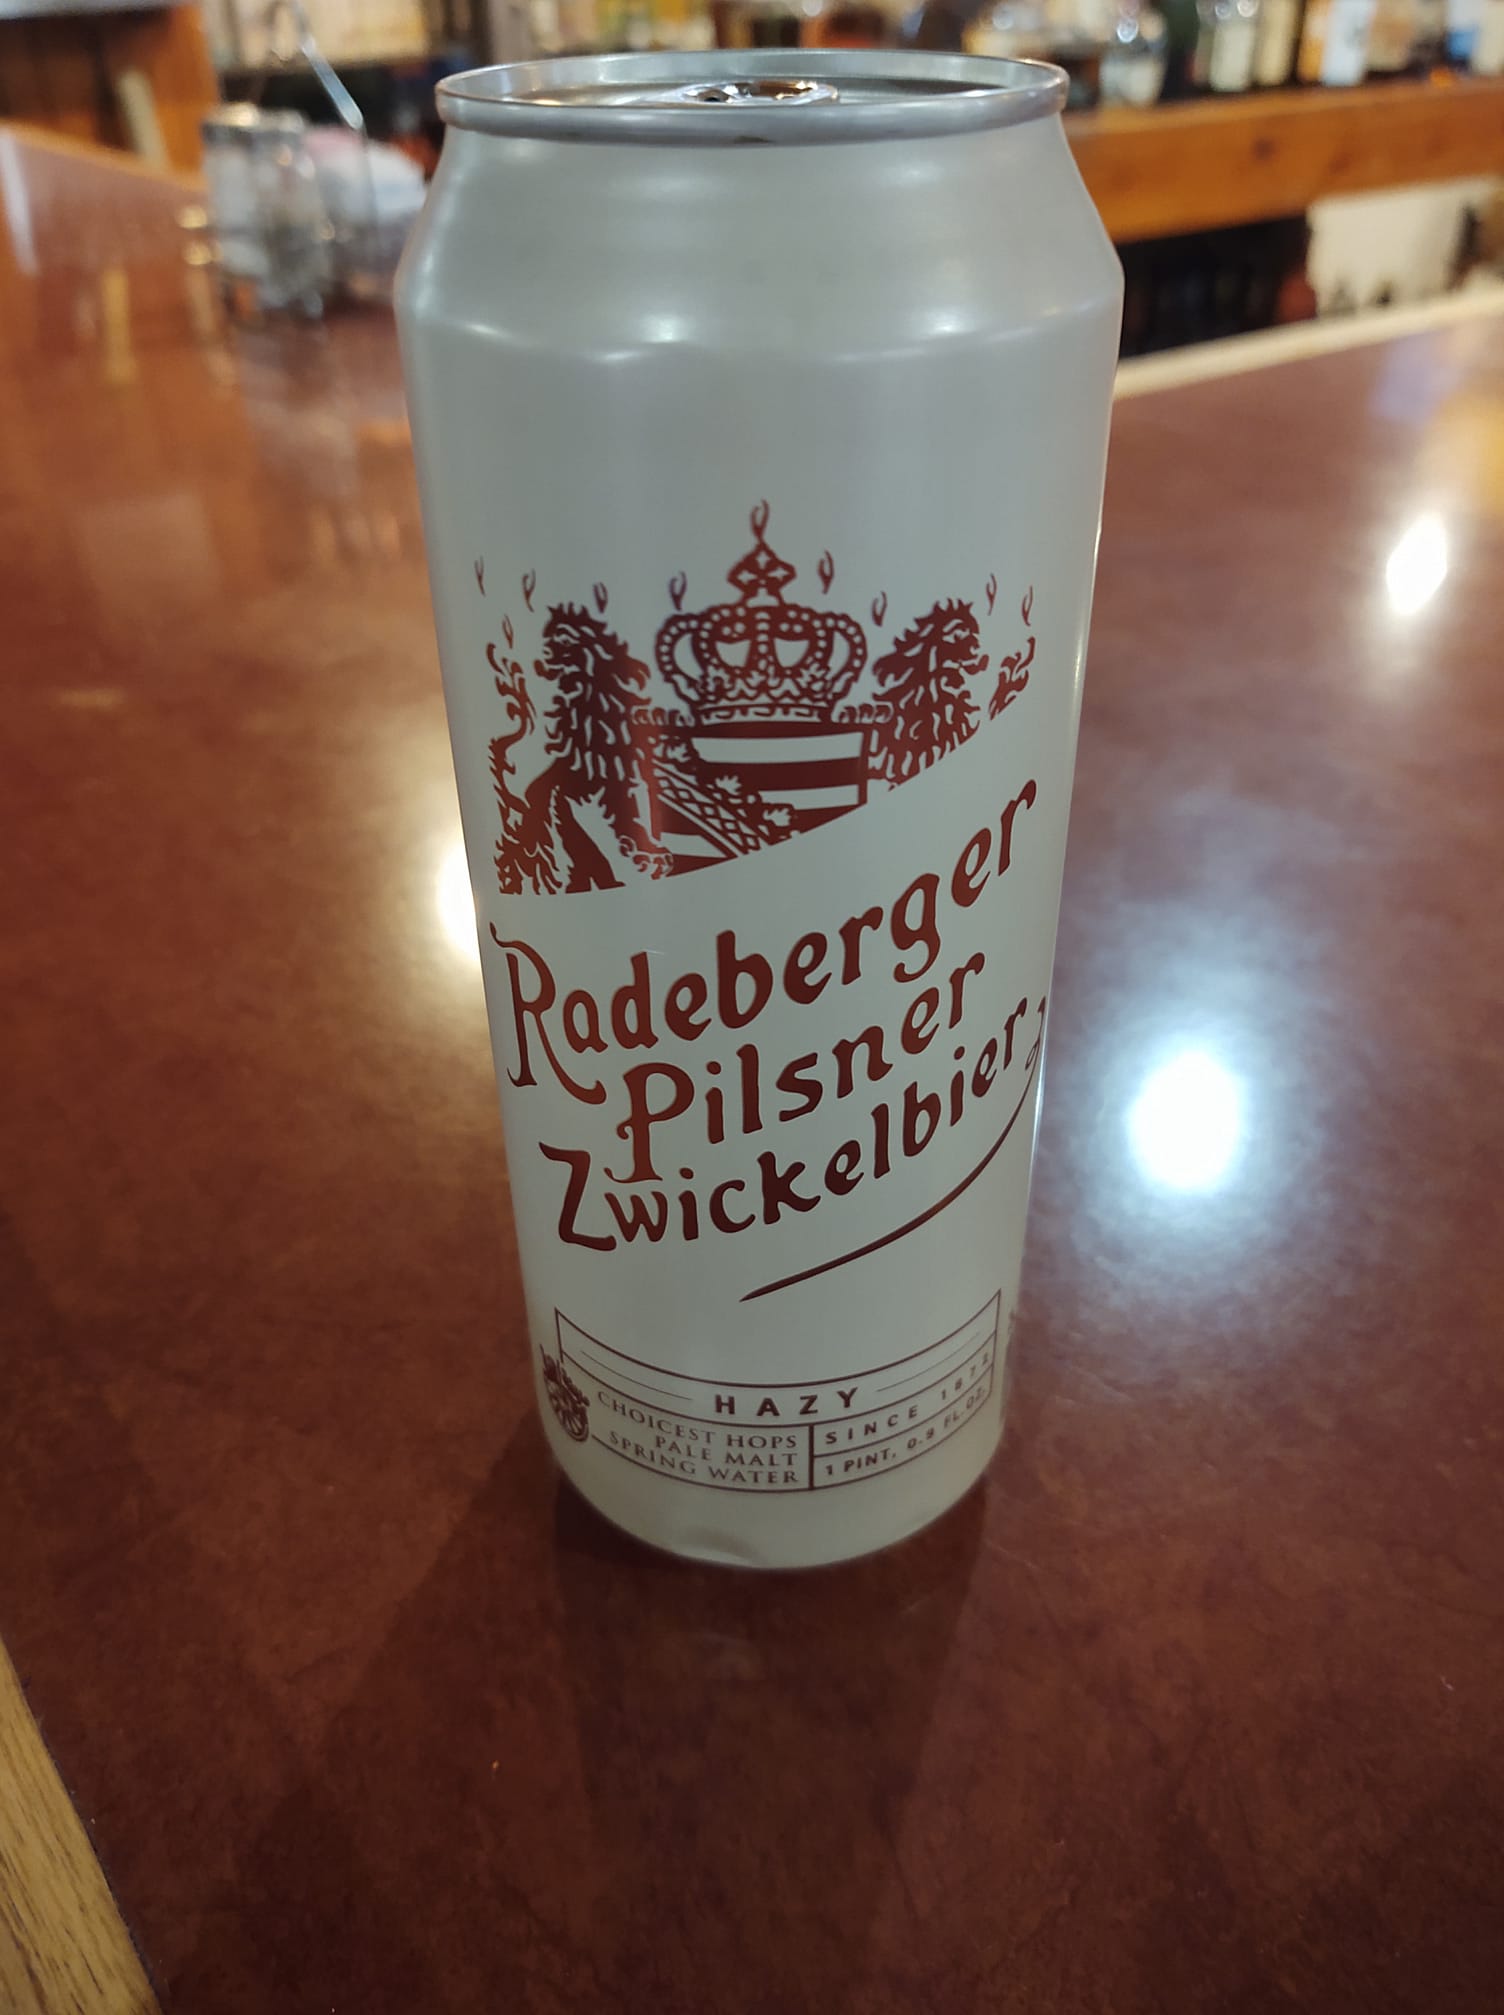 Radeberger
Pilsner
Zwickelbier
HAZY
CHOICEST HOPS
PALE MALT
SPRING WATER
SINCE 1872
1 PINT, 0.9 FL.OZ.